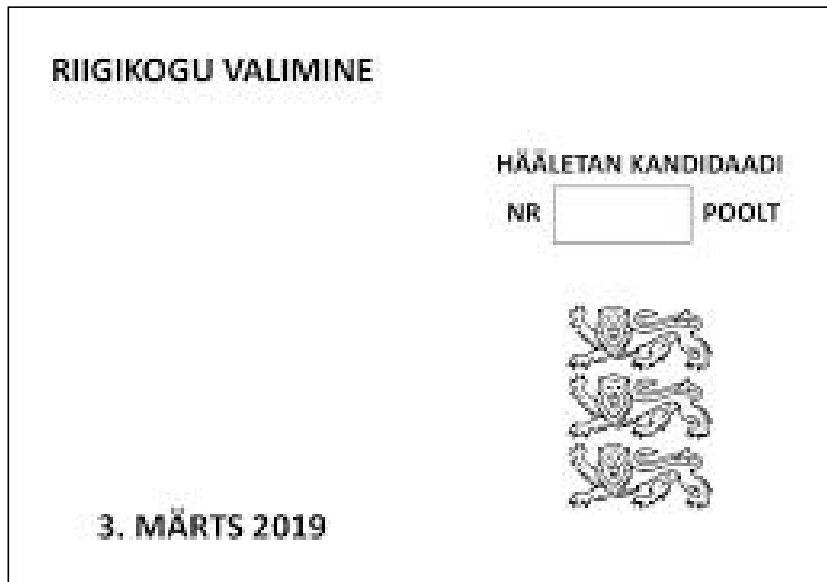 RIIGIKOGU VALIMINE
HÄÄLETAN KANDIDAADI
NR POOLT
3. MÄRTS 2019